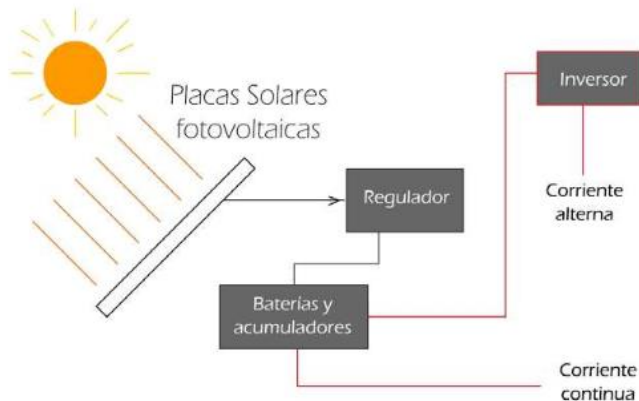 Placas Solares
fotovoltaicas
Inversor
Regulador
Corriente
alterna
Baterías y
acumuladores
Corriente
continua